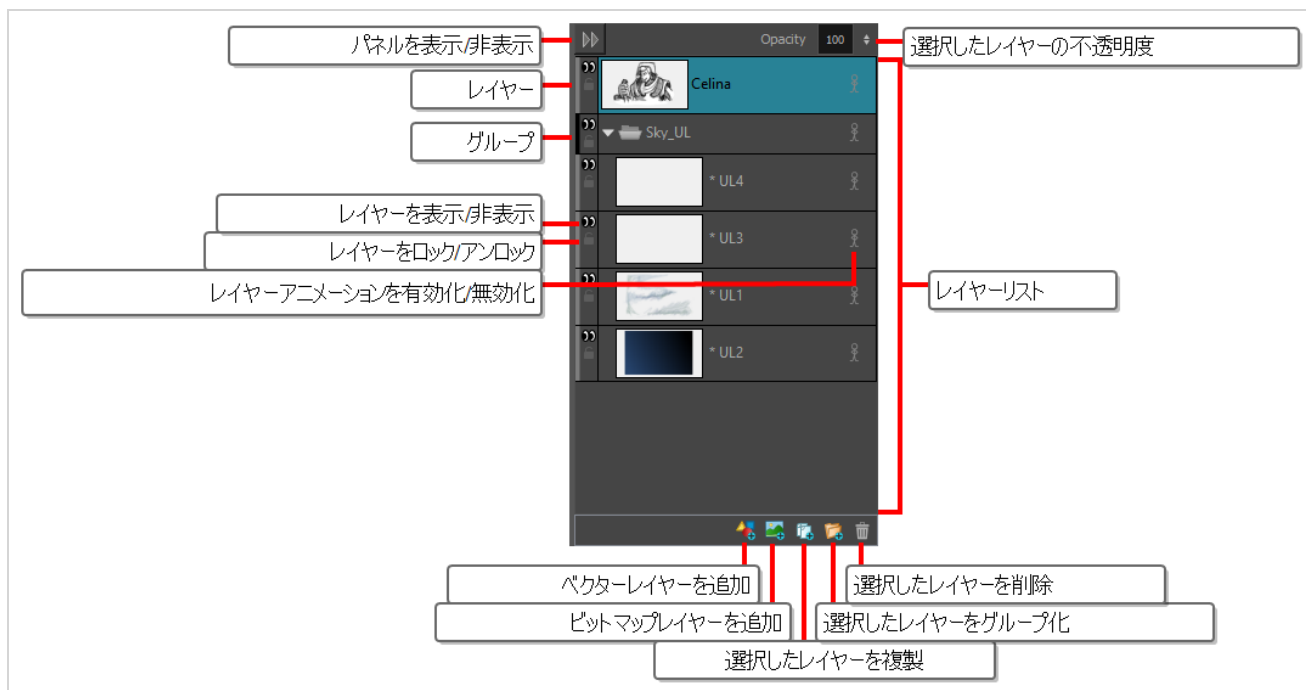 パネルを表示/非表示
Opacity 100
選択したレイヤーの不透明度
レイヤー
Celina
グループ
Sky_UL
* UL4
レイヤーを表示/非表示
* UL3
レイヤーをロック/アンロック
レイヤーアニメーションを有効化/無効化
* UL1
レイヤーリスト
* UL2
ベクターレイヤーを追加
選択したレイヤーを削除
ビットマップレイヤーを追加
選択したレイヤーをグループ化
選択したレイヤーを複製